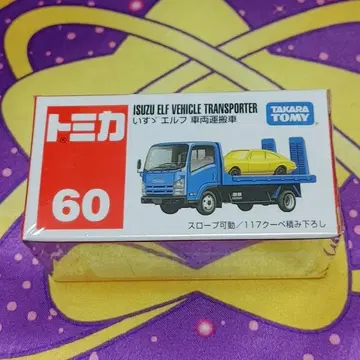 トミカ
60
ISUZU ELF VEHICLE TRANSPORTER
いすゞ エルフ 車両運搬車
TAKARA
TOMY
スロープ可動/117クーペ積み下ろし